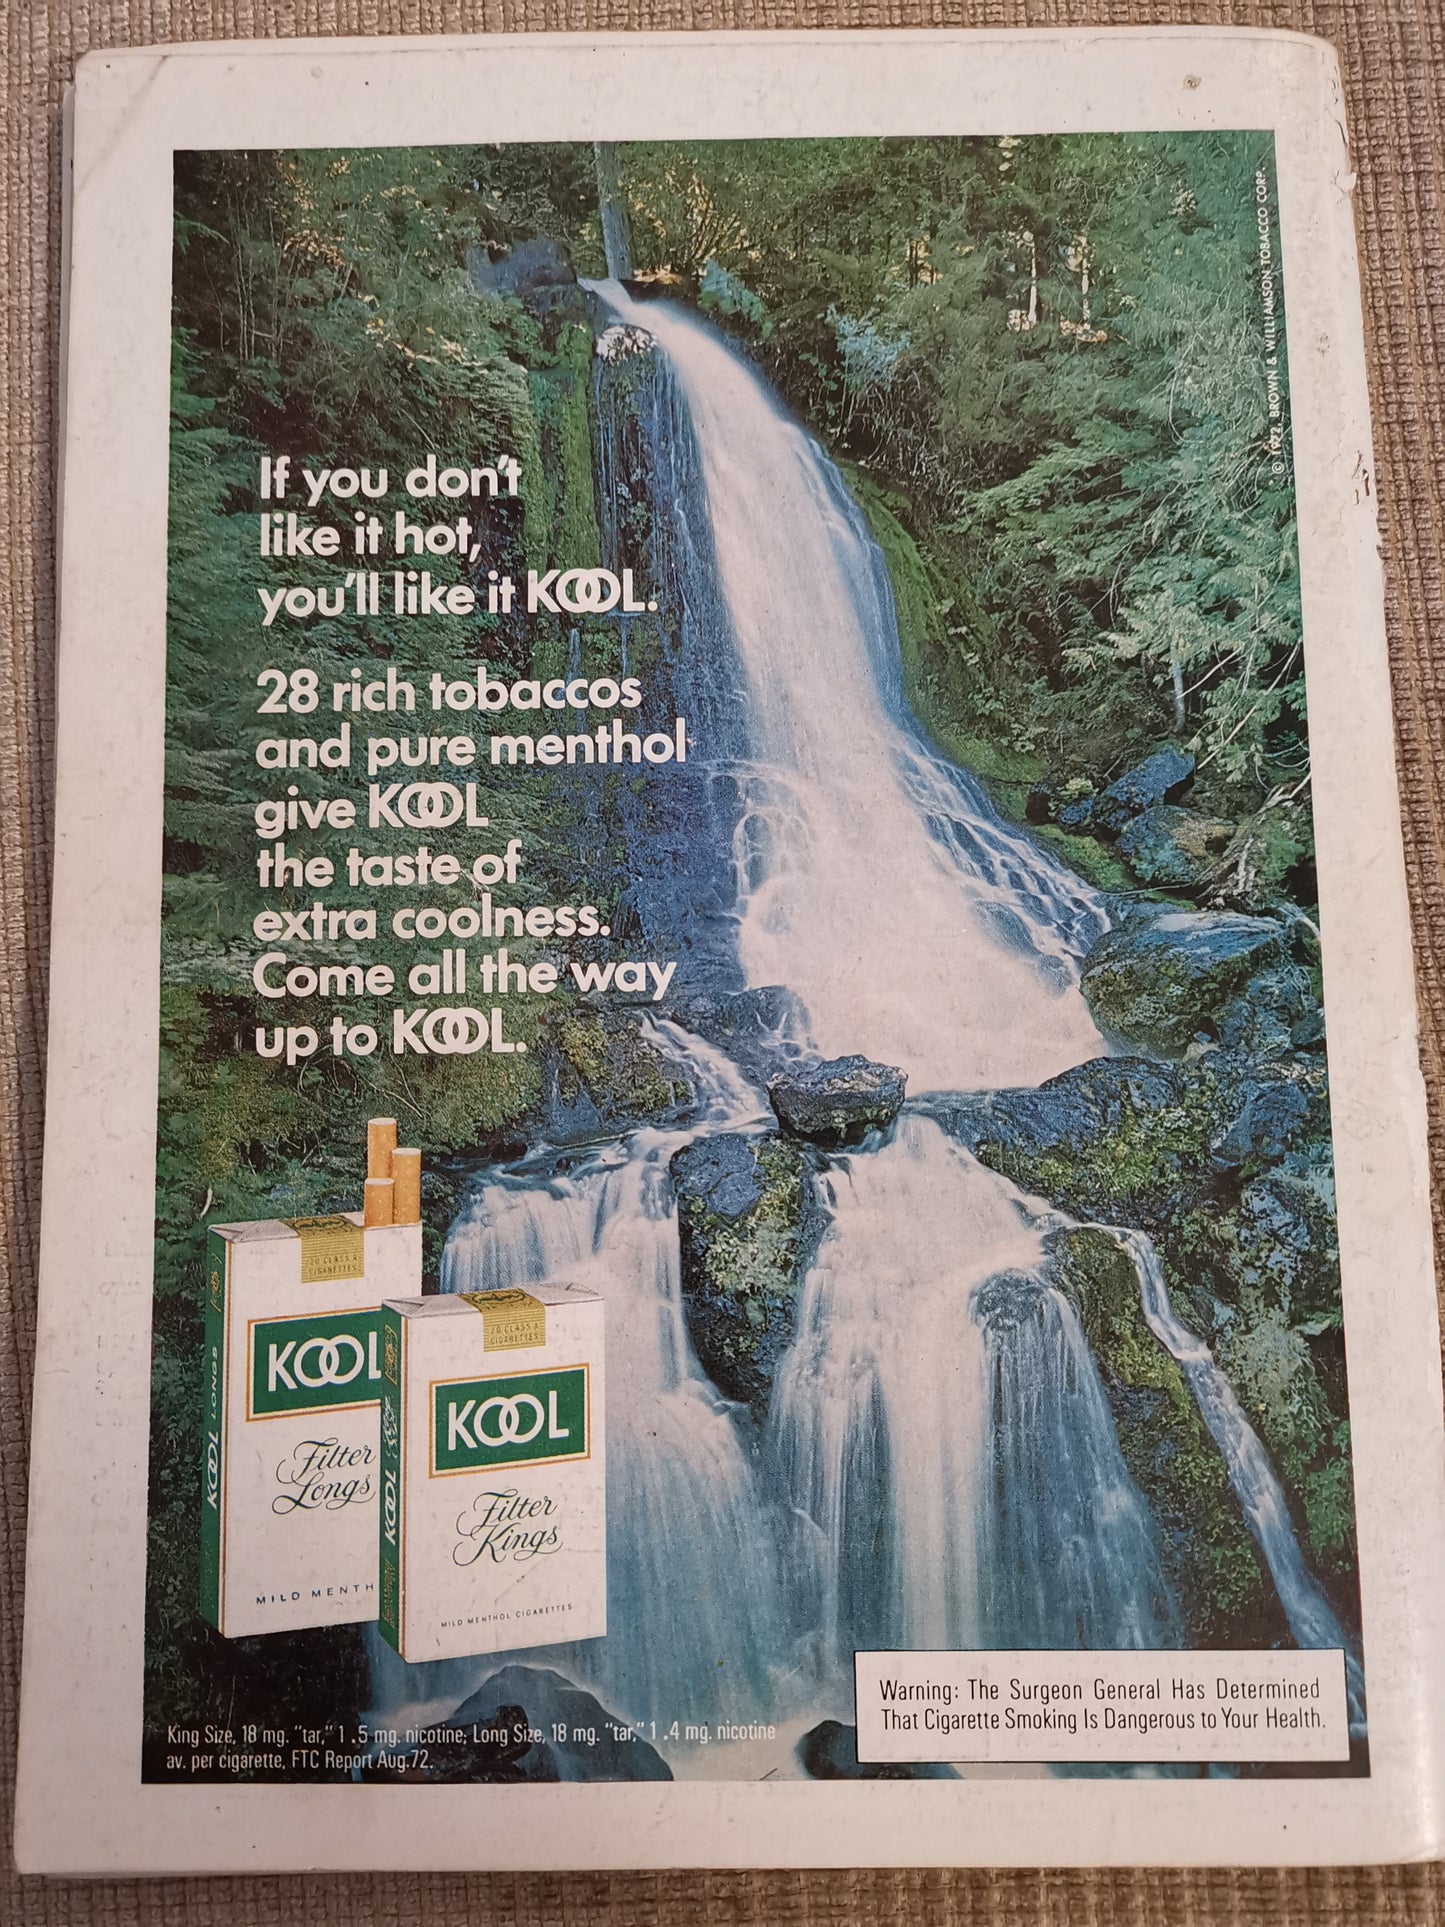 © 1972. BROWN & WILLIAMSON TOBACCO CORP.
If you don't
like it hot,
you'll like it KOOL.
28 rich tobaccos
and pure menthol
give KOOL
the taste of
extra coolness.
Come all the way
up to KOOL.
20 CLASS A
CIGARETTES
KOOL
Filter
Longs
MILD MENTH
KOOL LONGS
20 CLASS A
CIGARETTES
KOOL
Filter
Kings
MILD MENTHOL CIGARETTES
KOOL
Warning: The Surgeon General Has Determined
That Cigarette Smoking Is Dangerous to Your Health.
King Size, 18 mg. "tar," 1.5 mg. nicotine; Long Size, 18 mg. "tar," 1.4 mg. nicotine
av. per cigarette, FTC Report Aug.72.